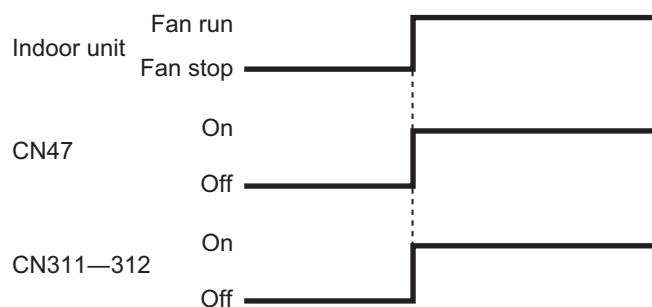 Fan run
Indoor unit
Fan stop
On
CN47
Off
On
CN311—312
Off